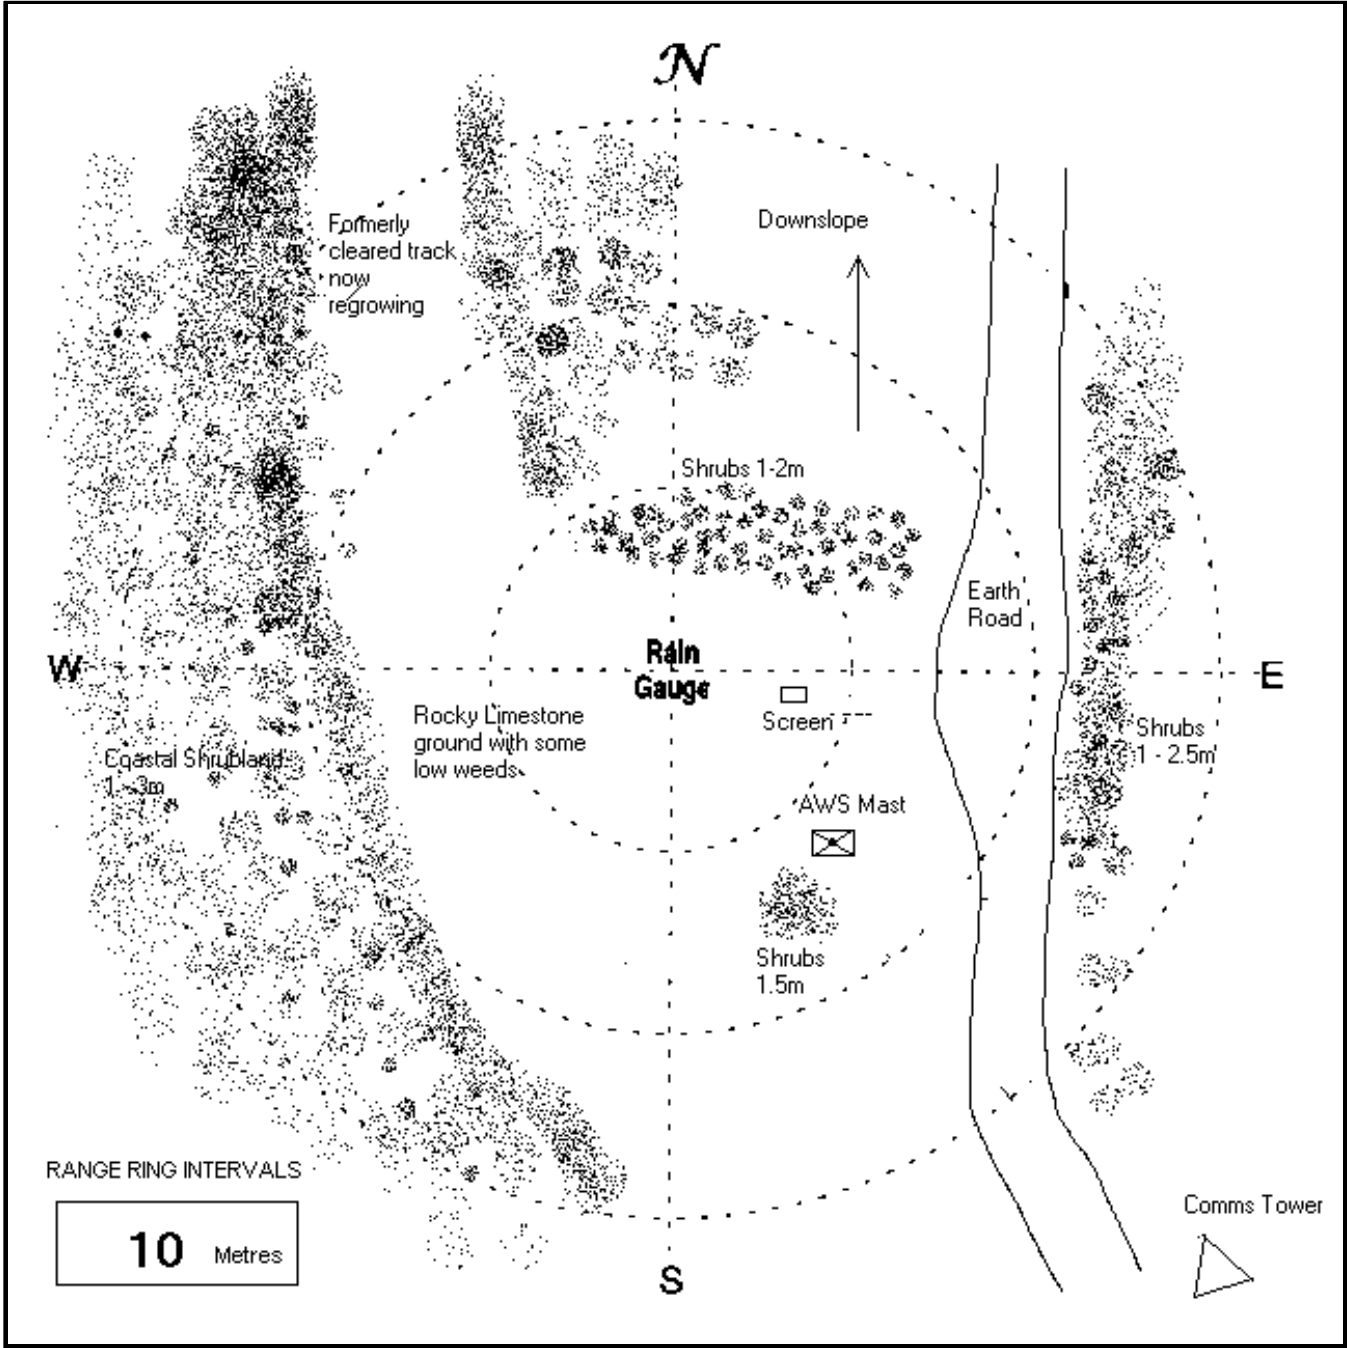 N
Formerly
cleared track
now
regrowing
Downslope
Shrubs 1-2m
Earth
Road
W
Rain
Gauge
E
Screen
Rocky Limestone
ground with some
low weeds
Shrubs
1 - 2.5m
Coastal Shrubland
1 - 3m
AWS Mast
Shrubs
1.5m
RANGE RING INTERVALS
10 Metres
Comms Tower
S